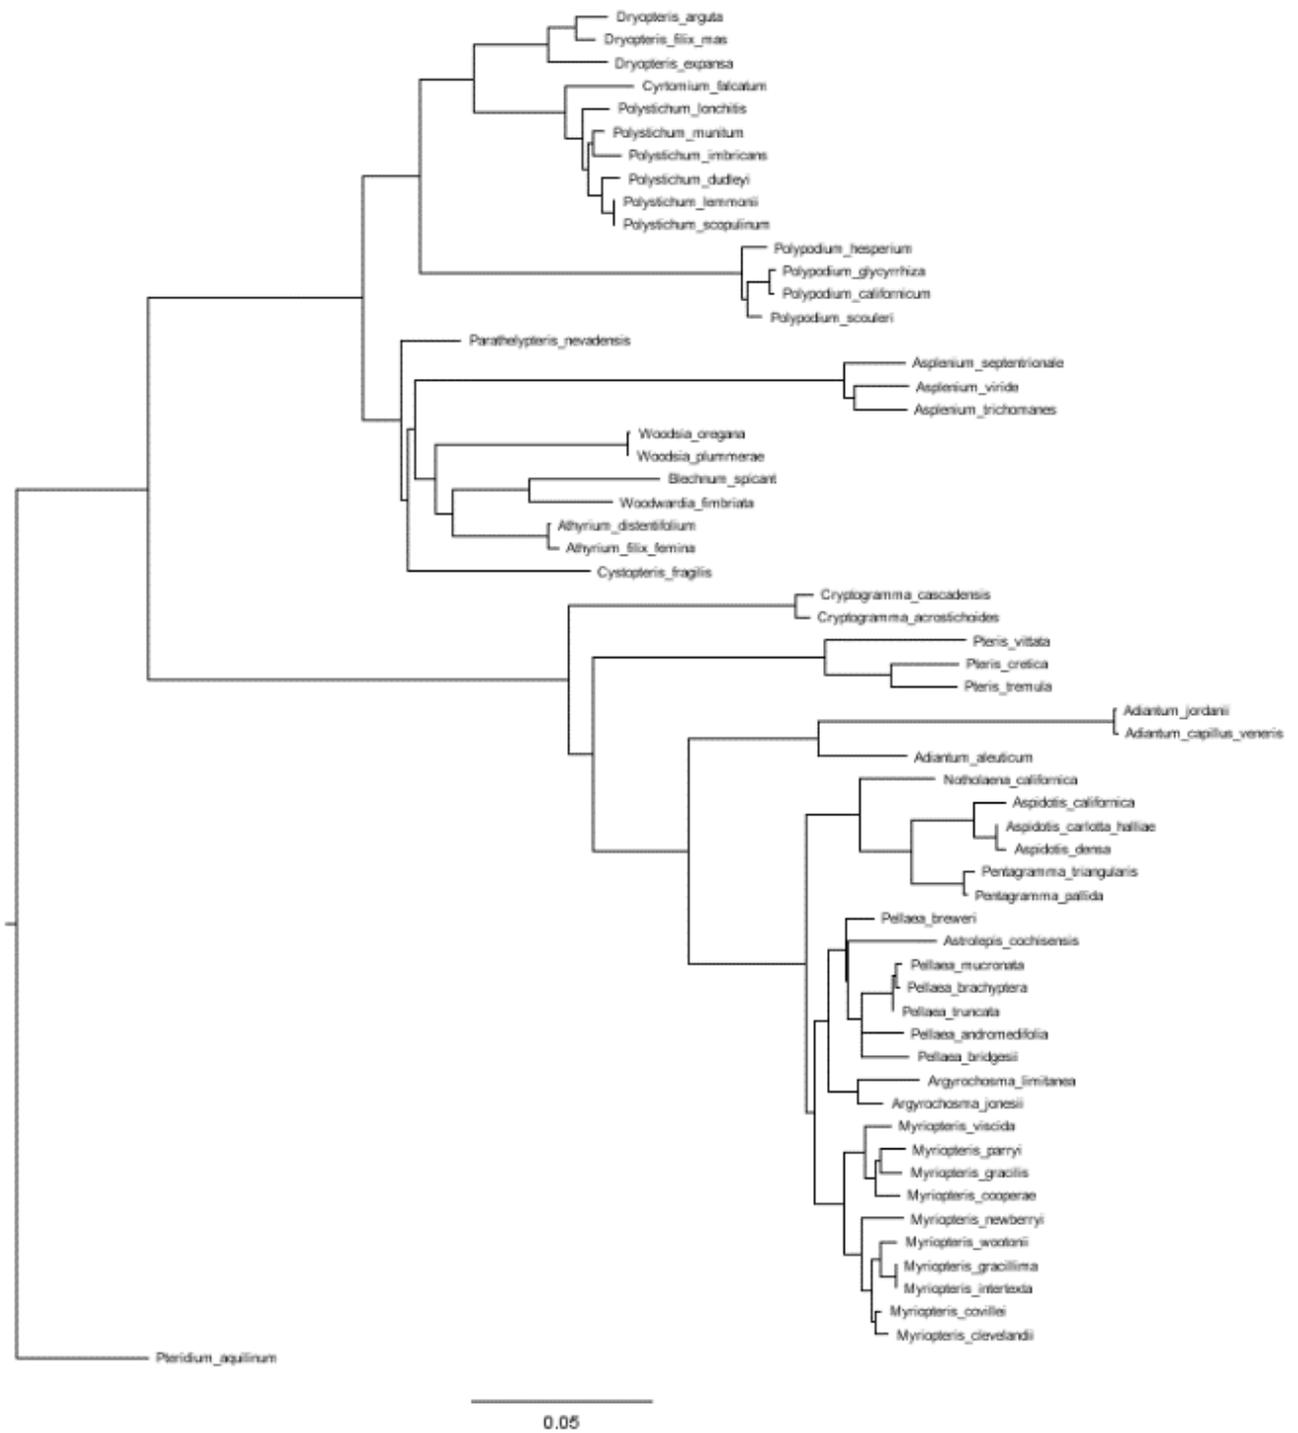 Dryopteris_arguta
Dryopteris_filix_mas
Dryopteris_expansa
Cyrtomium_falcatum
Polystichum_lonchitis
Polystichum_munitum
Polystichum_imbricans
Polystichum_dudleyi
Polystichum_lemmonii
Polystichum_scopulinum
Polypodium_hesperium
Polypodium_glycyrrhiza
Polypodium_californicum
Polypodium_scouleri
Parathelypteris_nevadensis
Asplenium_septentrionale
Asplenium_viride
Asplenium_trichomanes
Woodsia_oregana
Woodsia_plummerae
Blechnum_spicant
Woodwardia_fimbriata
Athyrium_distentifolium
Athyrium_filix_femina
Cystopteris_fragilis
Cryptogramma_cascadensis
Cryptogramma_acrostichoides
Pteris_vittata
Pteris_cretica
Pteris_tremula
Adiantum_jordanii
Adiantum_capillus_veneris
Adiantum_aleuticum
Notholaena_californica
Aspidotis_californica
Aspidotis_carlotta_halliae
Aspidotis_densa
Pentagramma_triangularis
Pentagramma_pallida
Pellaea_breweri
Astrolepis_cochisensis
Pellaea_mucronata
Pellaea_brachyptera
Pellaea_truncata
Pellaea_andromedifolia
Pellaea_bridgesii
Argyrochosma_limitanea
Argyrochosma_jonesii
Myriopteris_viscida
Myriopteris_parryi
Myriopteris_gracilis
Myriopteris_cooperae
Myriopteris_newberryi
Myriopteris_wootonii
Myriopteris_gracillima
Myriopteris_intertexta
Myriopteris_covillei
Myriopteris_clevelandii
Pteridium_aquilinum
0.05